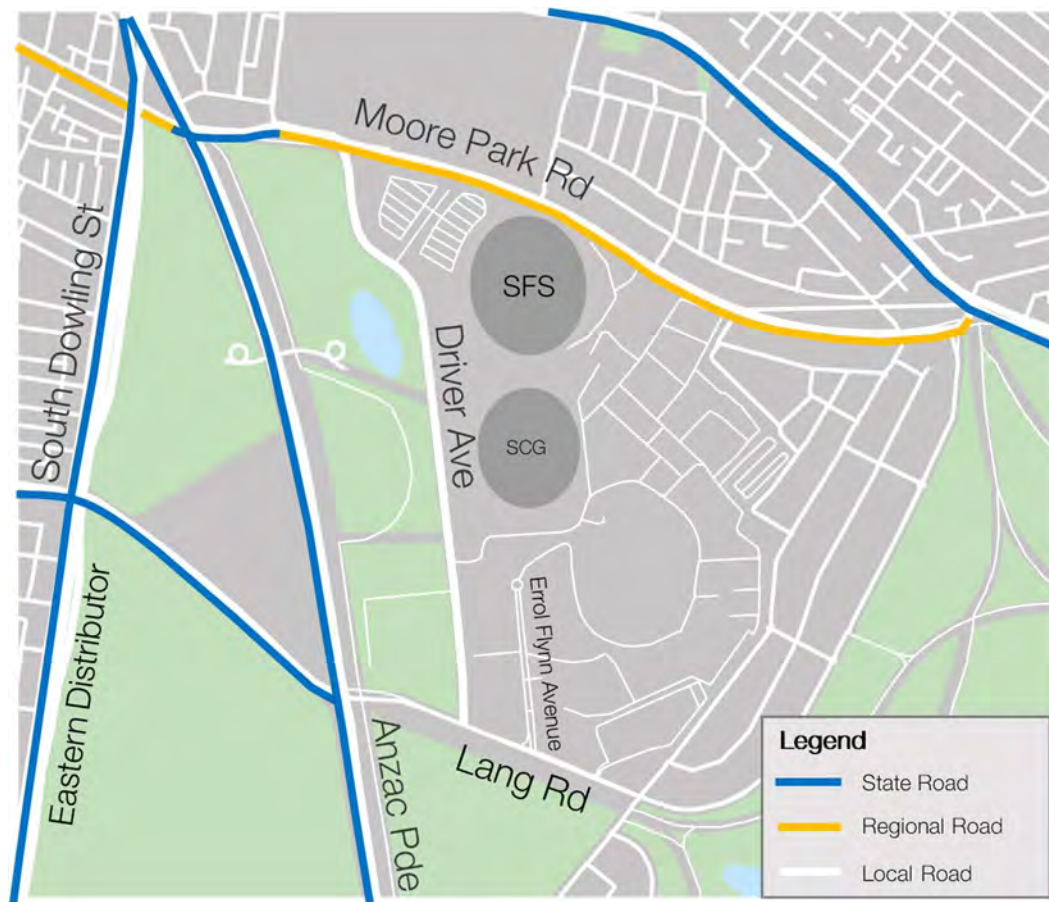 Moore Park Rd
SFS
South Dowling St
Driver Ave
SCG
Eastern Distributor
Errol Flynn Avenue
Anzac Pde
Lang Rd
Legend
State Road
Regional Road
Local Road